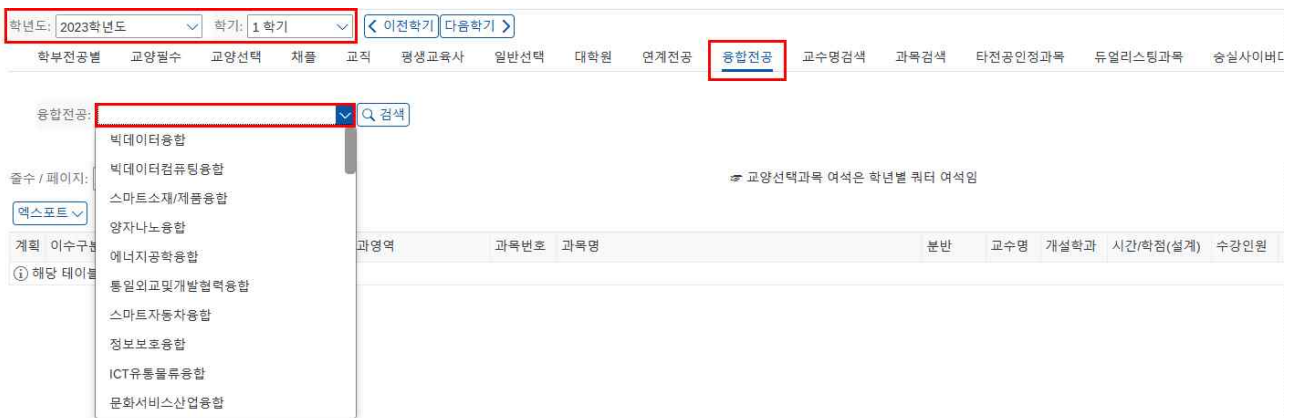 학년도: 2023학년도 학기: 1 학기 이전학기 다음학기
학부전공별 교양필수 교양선택 채플 교직 평생교육사 일반선택 대학원 연계전공 융합전공 교수명검색 과목검색 타전공인정과목 듀얼리스팅과목 숭실사이버
융합전공: 검색
빅데이터융합
빅데이터컴퓨팅융합
줄수 / 페이지: ☞ 교양선택과목 여석은 학년별 쿼터 여석임
스마트소재/제품융합
엑스포트
양자나노융합
계획 이수구분 과영역 과목번호 과목명 분반 교수명 개설학과 시간/학점(설계) 수강인원
에너지공학융합
해당 테이블
통일외교및개발협력융합
스마트자동차융합
정보보호융합
ICT유통물류융합
문화서비스산업융합